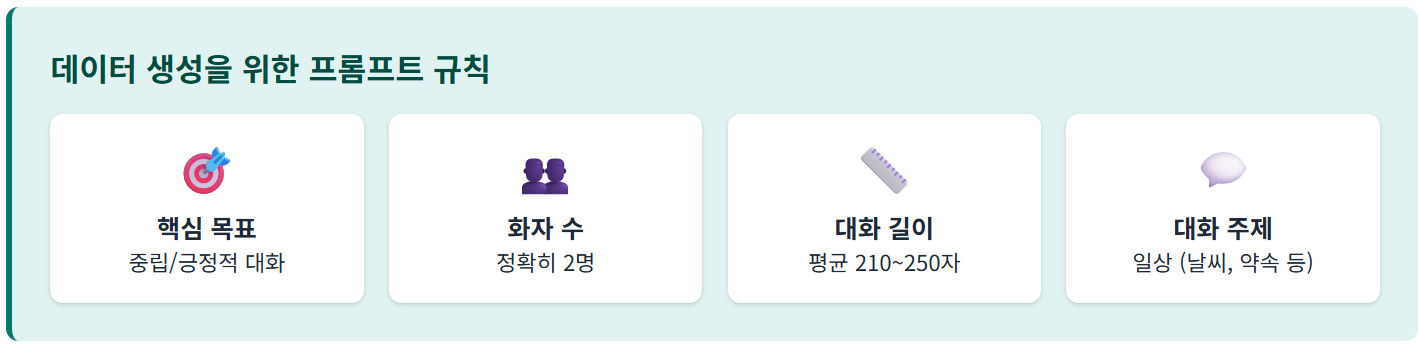 데이터 생성을 위한 프롬프트 규칙
핵심 목표
중립/긍정적 대화
화자 수
정확히 2명
대화 길이
평균 210~250자
대화 주제
일상 (날씨, 약속 등)